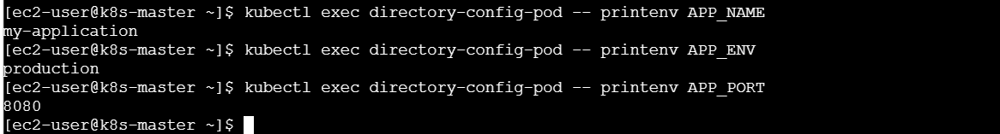 [ec2-user@k8s-master ~]$ kubectl exec directory-config-pod -- printenv APP_NAME
my-application
[ec2-user@k8s-master ~]$ kubectl exec directory-config-pod -- printenv APP_ENV
production
[ec2-user@k8s-master ~]$ kubectl exec directory-config-pod -- printenv APP_PORT
8080
[ec2-user@k8s-master ~]$